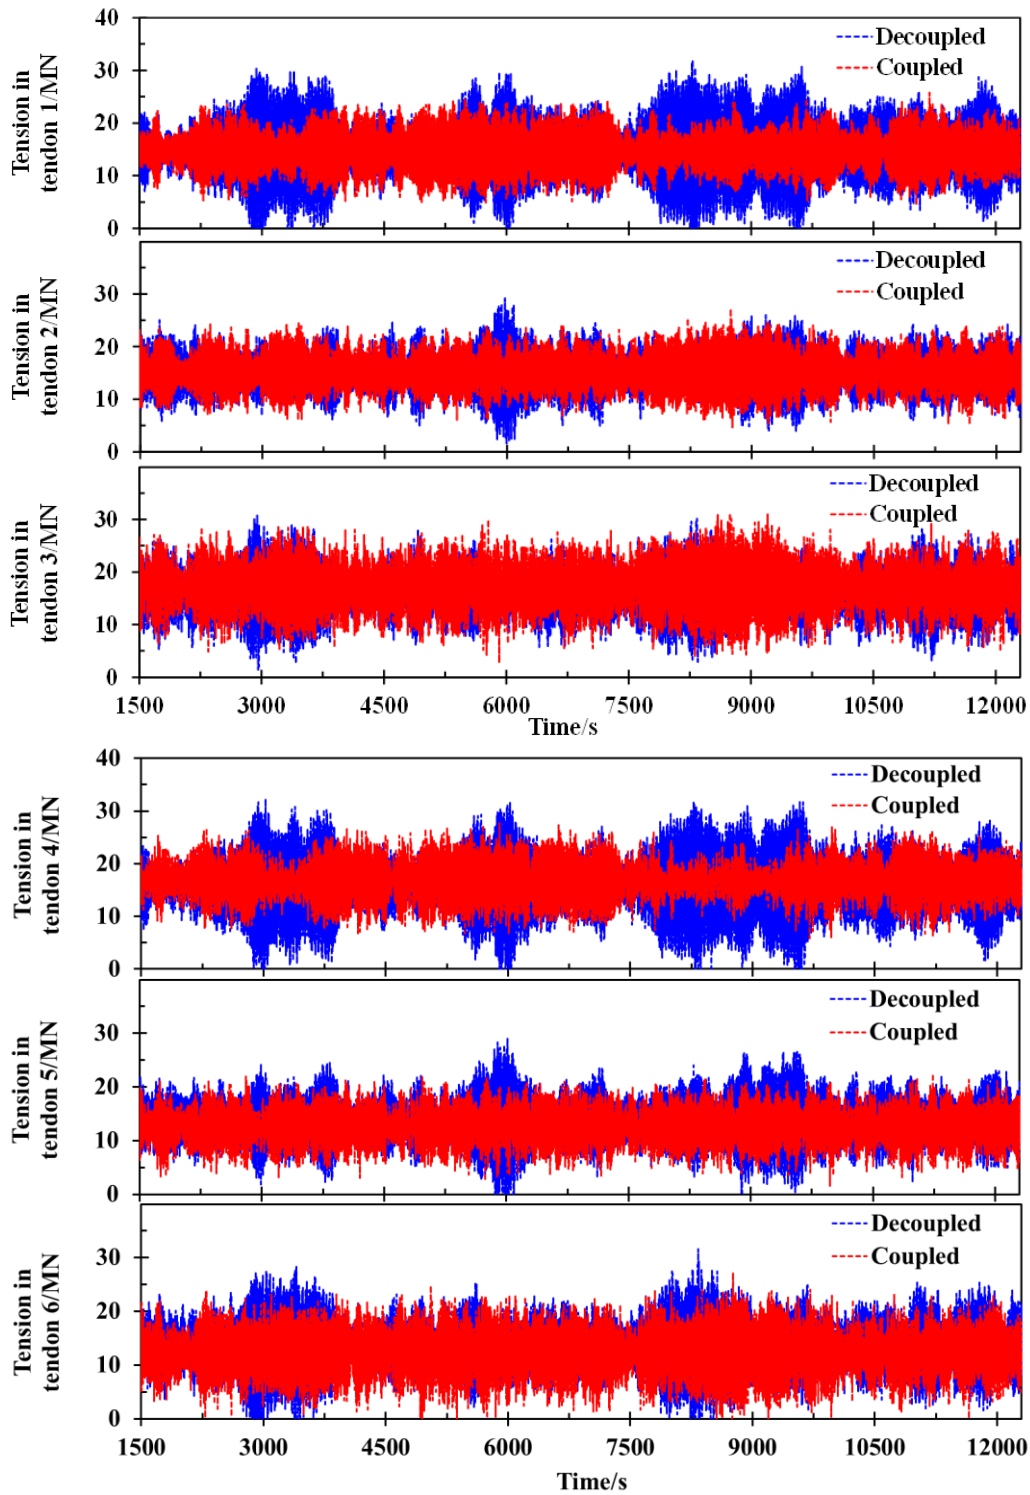 Tension in
tendon 1/MN
40
30
20
10
0
Decoupled
Coupled
Tension in
tendon 2/MN
30
20
10
0
Decoupled
Coupled
Tension in
tendon 3/MN
30
20
10
0
Decoupled
Coupled
1500 3000 4500 6000 7500 9000 10500 12000
Time/s
Tension in
tendon 4/MN
40
30
20
10
0
Decoupled
Coupled
Tension in
tendon 5/MN
30
20
10
0
Decoupled
Coupled
Tension in
tendon 6/MN
30
20
10
0
Decoupled
Coupled
1500 3000 4500 6000 7500 9000 10500 12000
Time/s